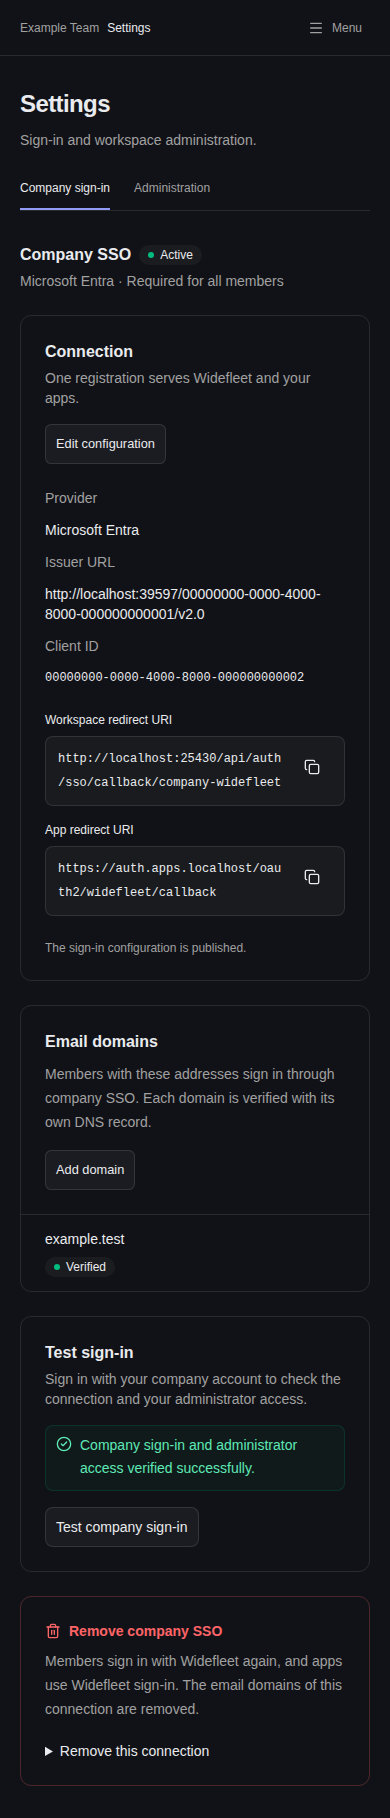 Example Team Settings
Menu
Settings
Sign-in and workspace administration.
Company sign-in
Administration
Company SSO
Active
Microsoft Entra · Required for all members
Connection
One registration serves Widefleet and your
apps.
Edit configuration
Provider
Microsoft Entra
Issuer URL
http://localhost:39597/00000000-0000-4000-
8000-000000000001/v2.0
Client ID
00000000-0000-4000-8000-000000000002
Workspace redirect URI
http://localhost:25430/api/auth
/sso/callback/company-widefleet
App redirect URI
https://auth.apps.localhost/oau
th2/widefleet/callback
The sign-in configuration is published.
Email domains
Members with these addresses sign in through
company SSO. Each domain is verified with its
own DNS record.
Add domain
example.test
Verified
Test sign-in
Sign in with your company account to check the
connection and your administrator access.
Company sign-in and administrator
access verified successfully.
Test company sign-in
Remove company SSO
Members sign in with Widefleet again, and apps
use Widefleet sign-in. The email domains of this
connection are removed.
Remove this connection